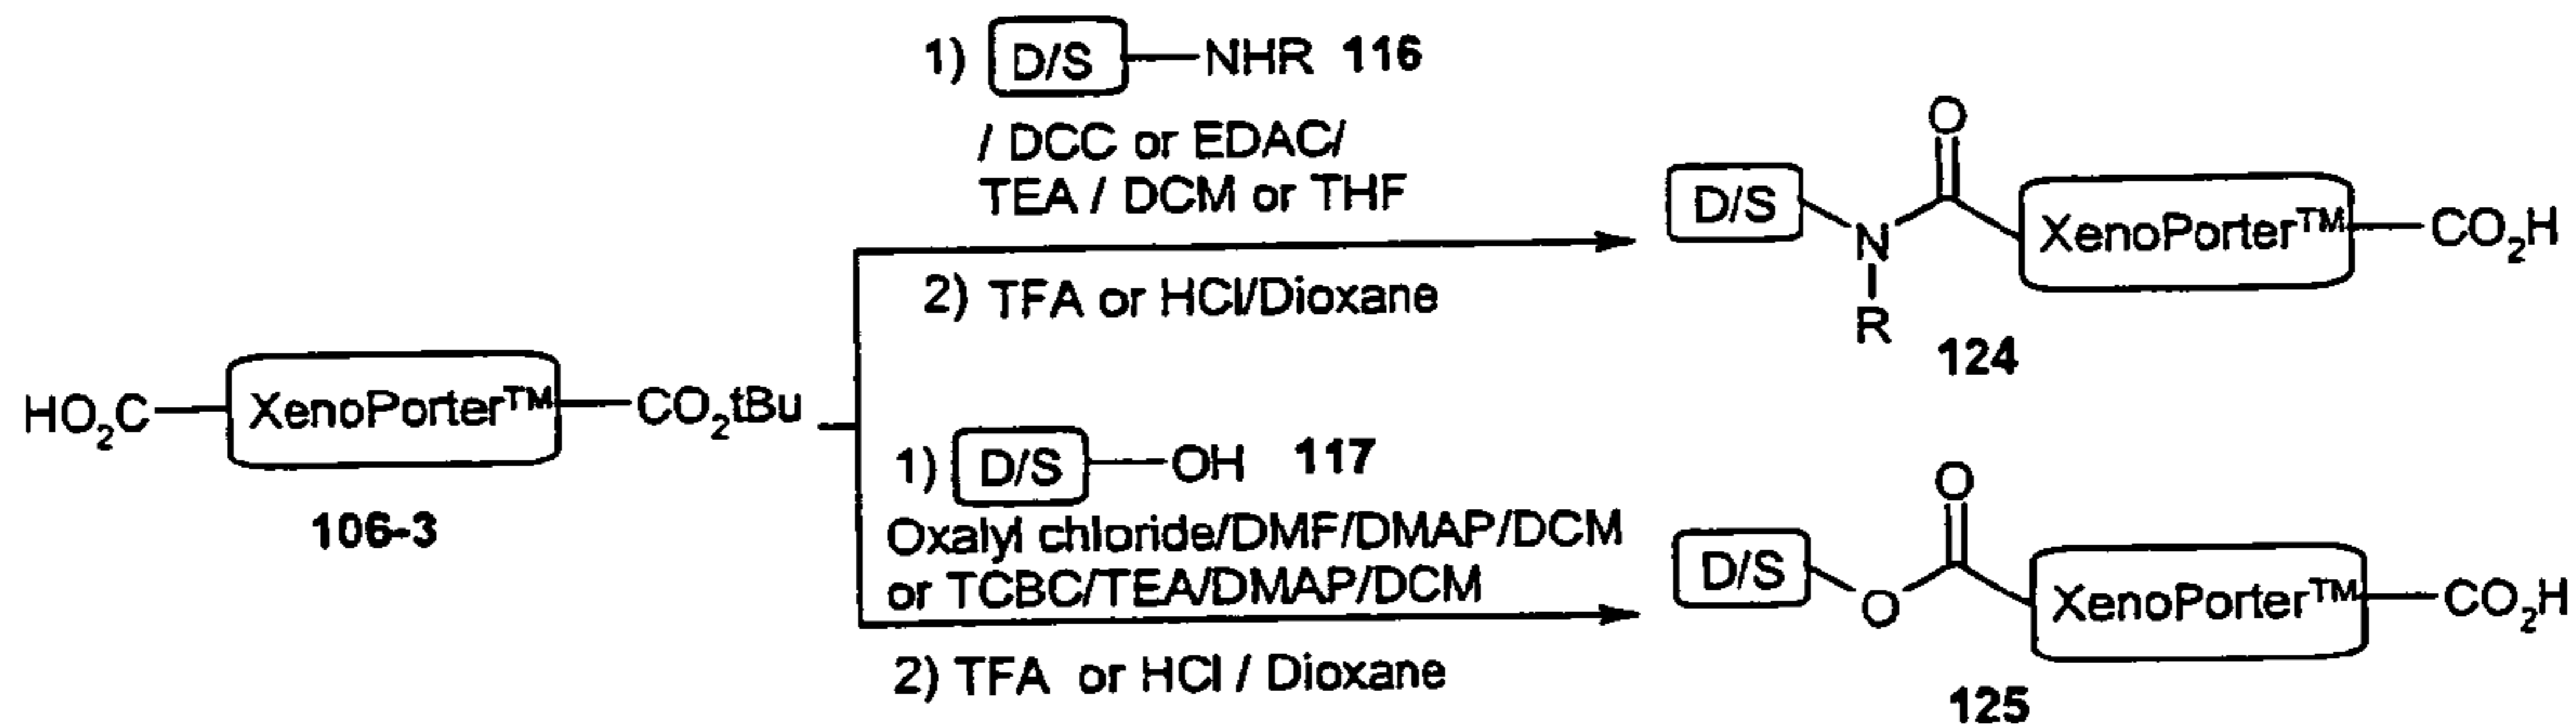 1) D/S—NHR 116
/ DCC or EDAC/
TEA / DCM or THF
2) TFA or HCl/Dioxane
O
D/S N XenoPorter™—CO₂H
R
124
HO₂C—XenoPorter™—CO₂tBu
106-3
1) D/S—OH 117
Oxalyl chloride/DMF/DMAP/DCM
or TCBC/TEA/DMAP/DCM
2) TFA or HCl / Dioxane
O
D/S O XenoPorter™—CO₂H
125